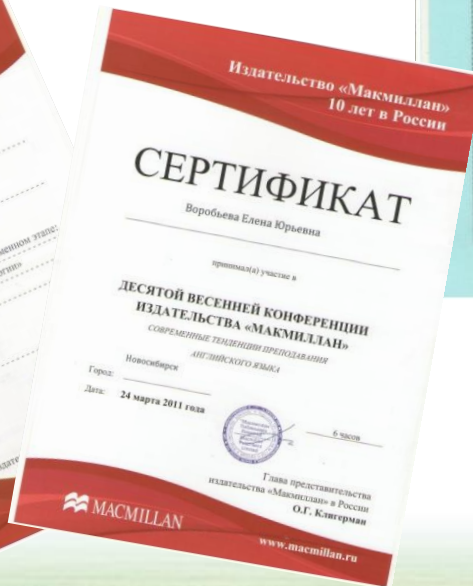 Издательство «Макмиллан»
10 лет в России
СЕРТИФИКАТ
Воробьева Елена Юрьевна
принимал(а) участие в
ДЕСЯТОЙ ВЕСЕННЕЙ КОНФЕРЕНЦИИ
ИЗДАТЕЛЬСТВА «МАКМИЛЛАН»
СОВРЕМЕННЫЕ ТЕНДЕНЦИИ ПРЕПОДАВАНИЯ
АНГЛИЙСКОГО ЯЗЫКА
Город: Новосибирск
Дата: 24 марта 2011 года
6 часов
Глава представительства
издательства «Макмиллан» в России
О.Г. Клигерман
MACMILLAN
www.macmillan.ru